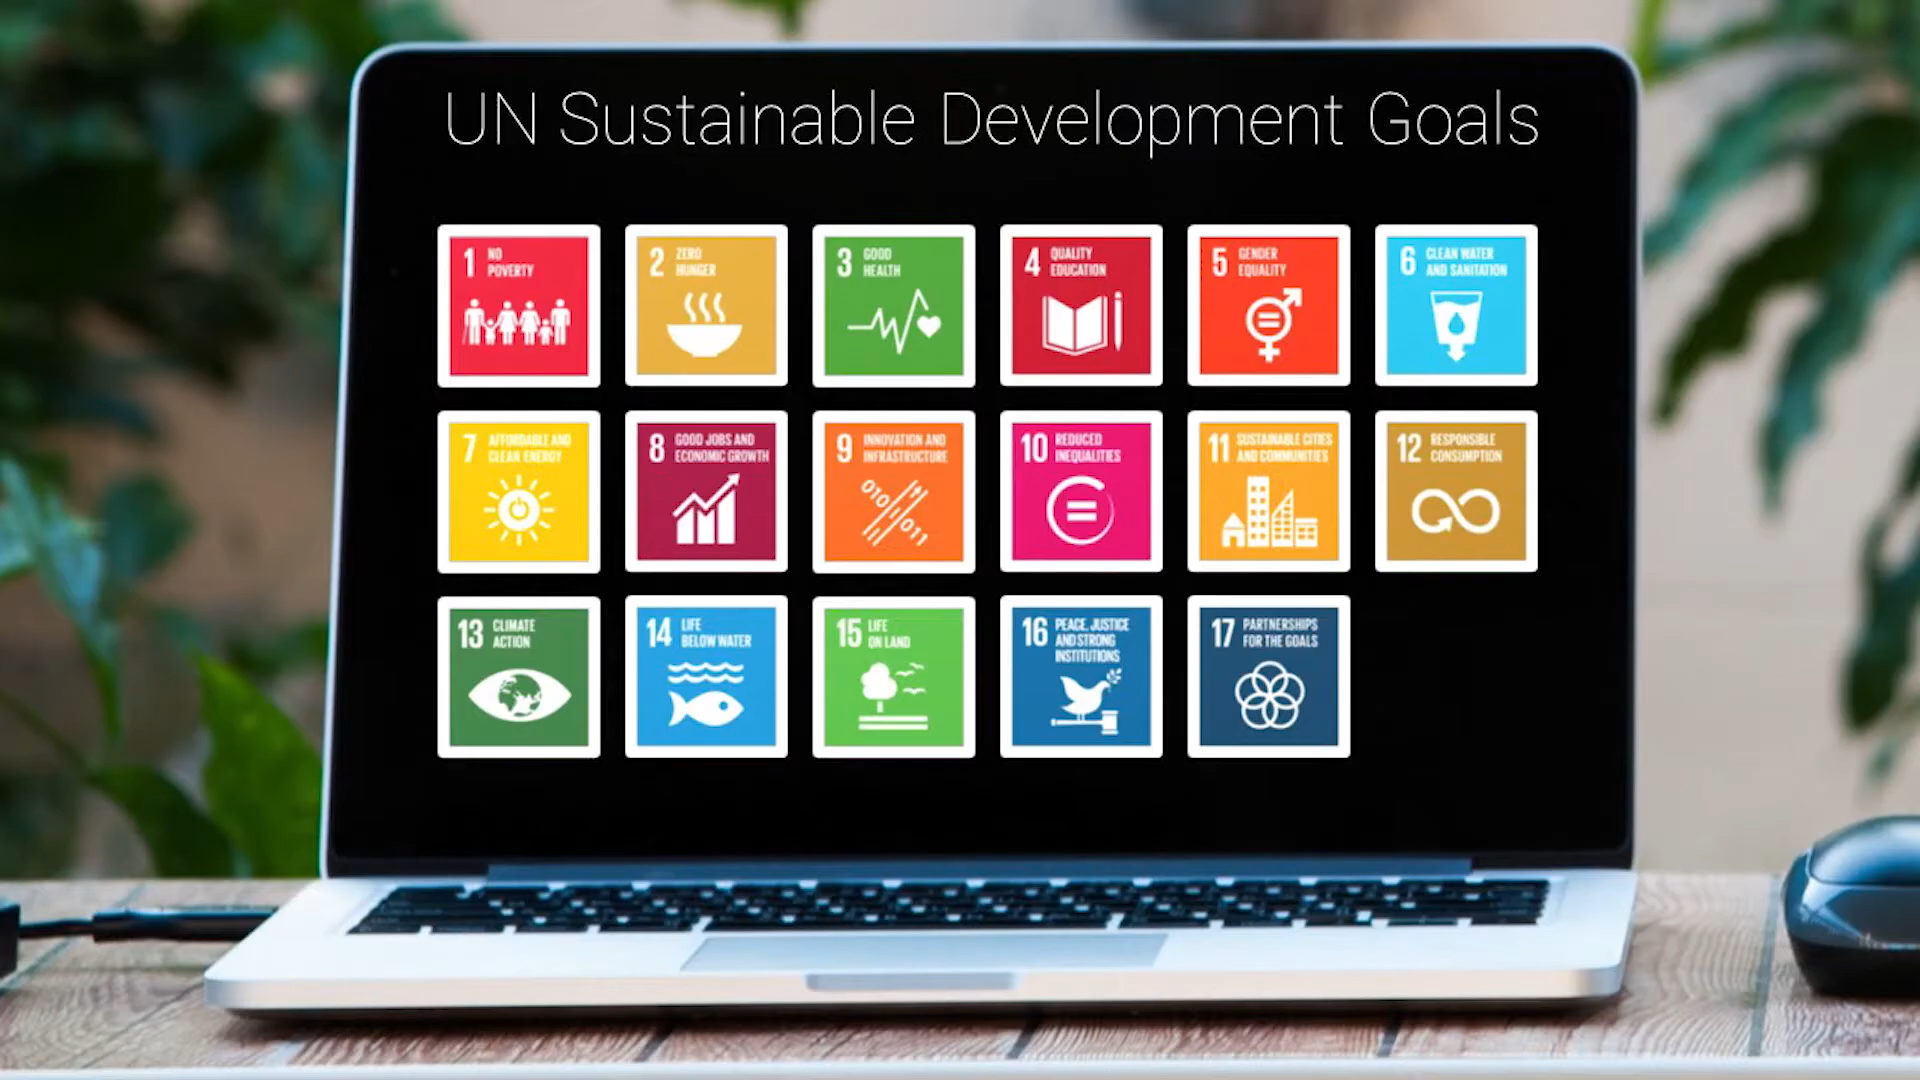 UN Sustainable Development Goals
1 NO
POVERTY
2 ZERO
HUNGER
3 GOOD
HEALTH
4 QUALITY
EDUCATION
5 GENDER
EQUALITY
6 CLEAN WATER
AND SANITATION
7 AFFORDABLE AND
CLEAN ENERGY
8 GOOD JOBS AND
ECONOMIC GROWTH
9 INNOVATION AND
INFRASTRUCTURE
010
011
10 REDUCED
INEQUALITIES
11 SUSTAINABLE CITIES
AND COMMUNITIES
12 RESPONSIBLE
CONSUMPTION
13 CLIMATE
ACTION
14 LIFE
BELOW WATER
15 LIFE
ON LAND
16 PEACE, JUSTICE
AND STRONG
INSTITUTIONS
17 PARTNERSHIPS
FOR THE GOALS